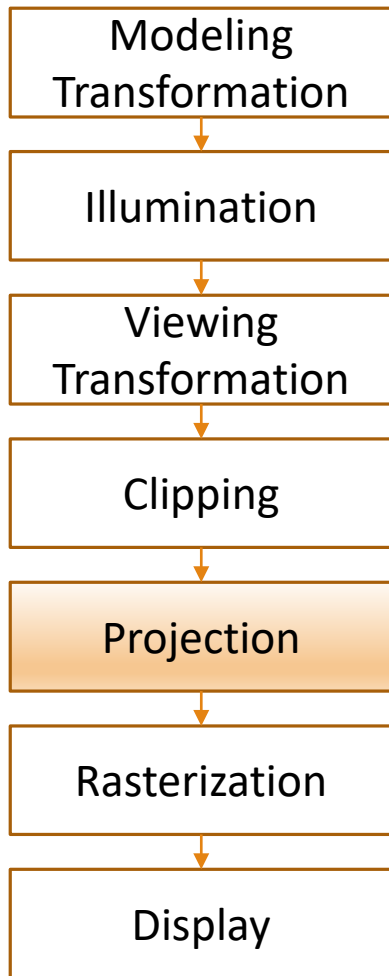 Modeling
Transformation
Illumination
Viewing
Transformation
Clipping
Projection
Rasterization
Display